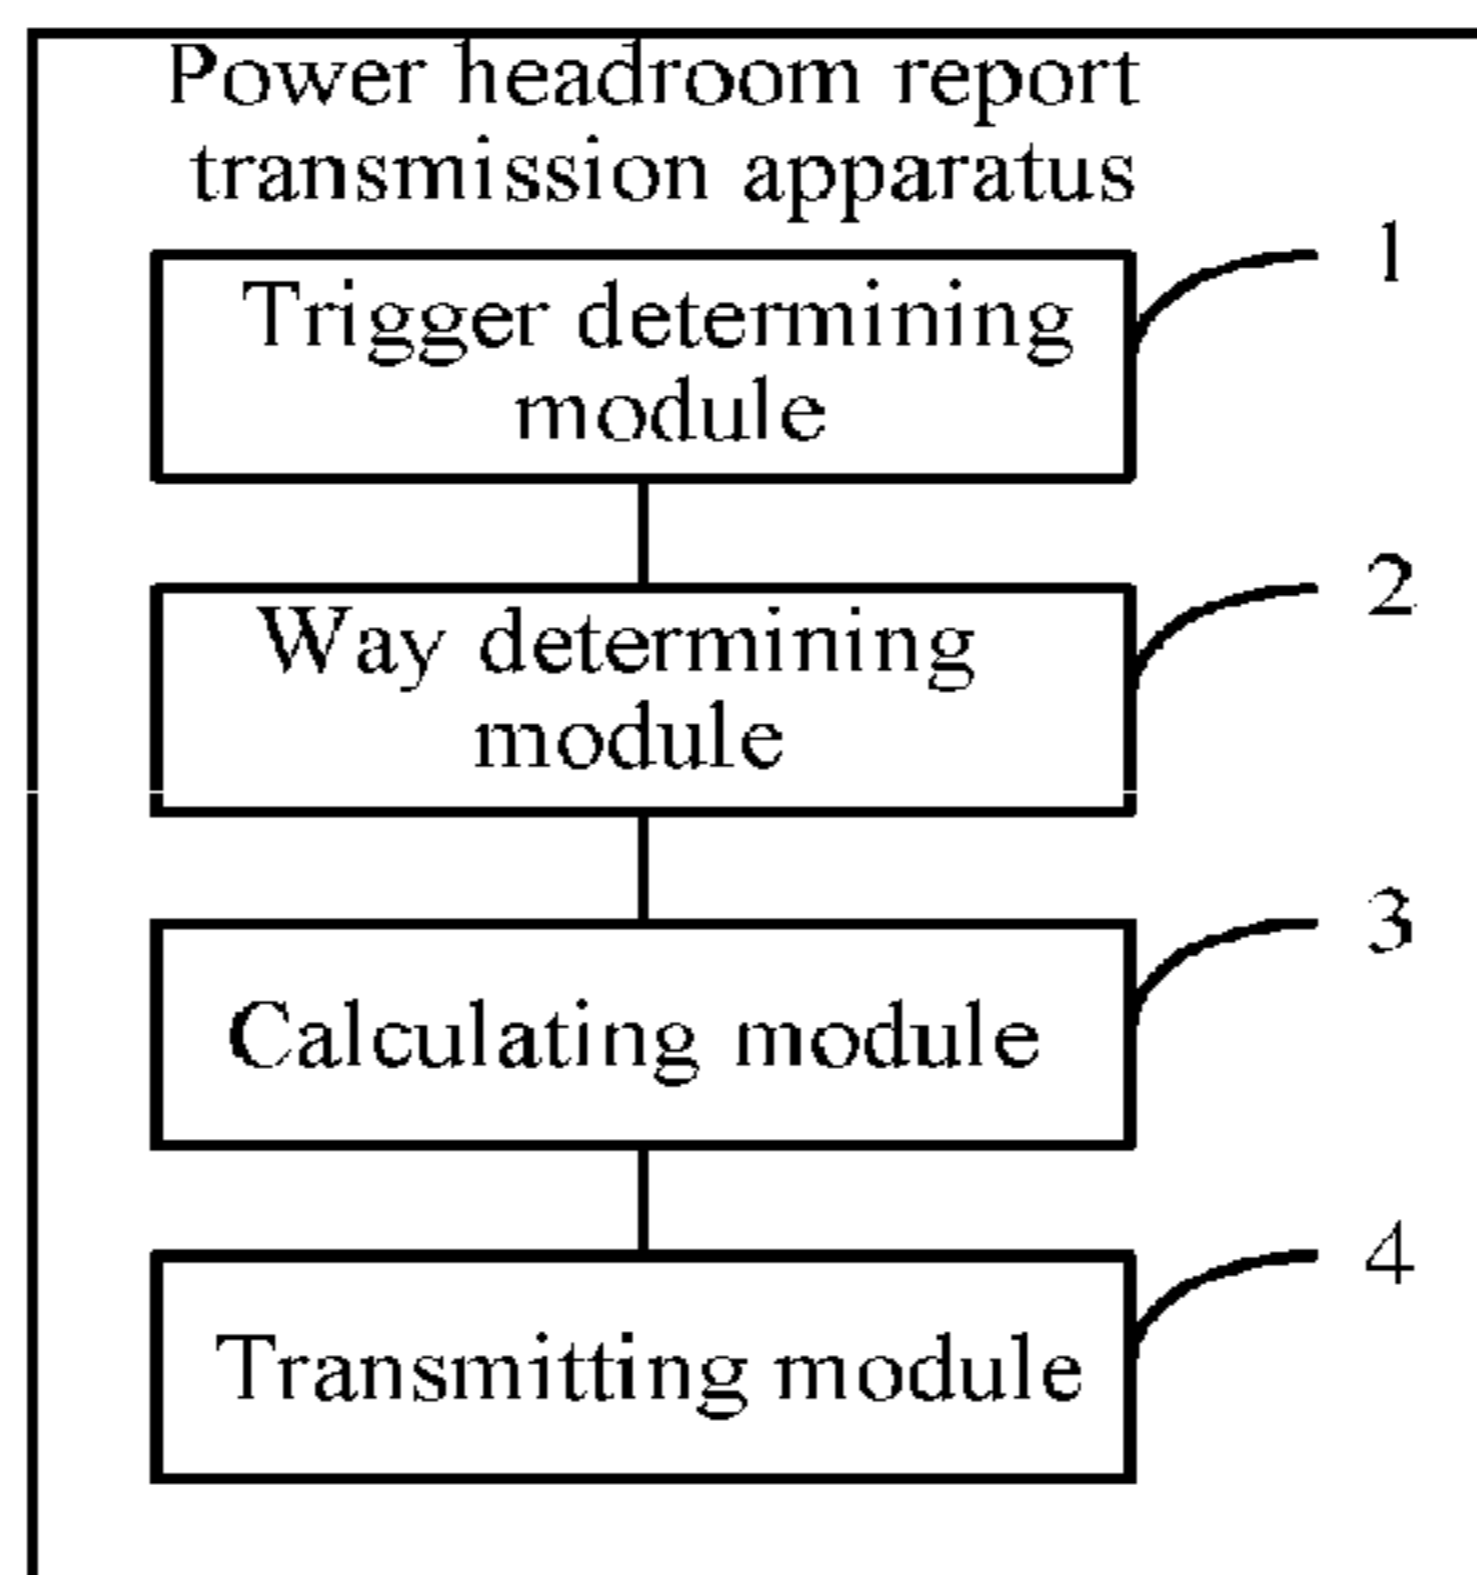 Power headroom report
transmission apparatus
1
Trigger determining
module
2
Way determining
module
3
Calculating module
4
Transmitting module